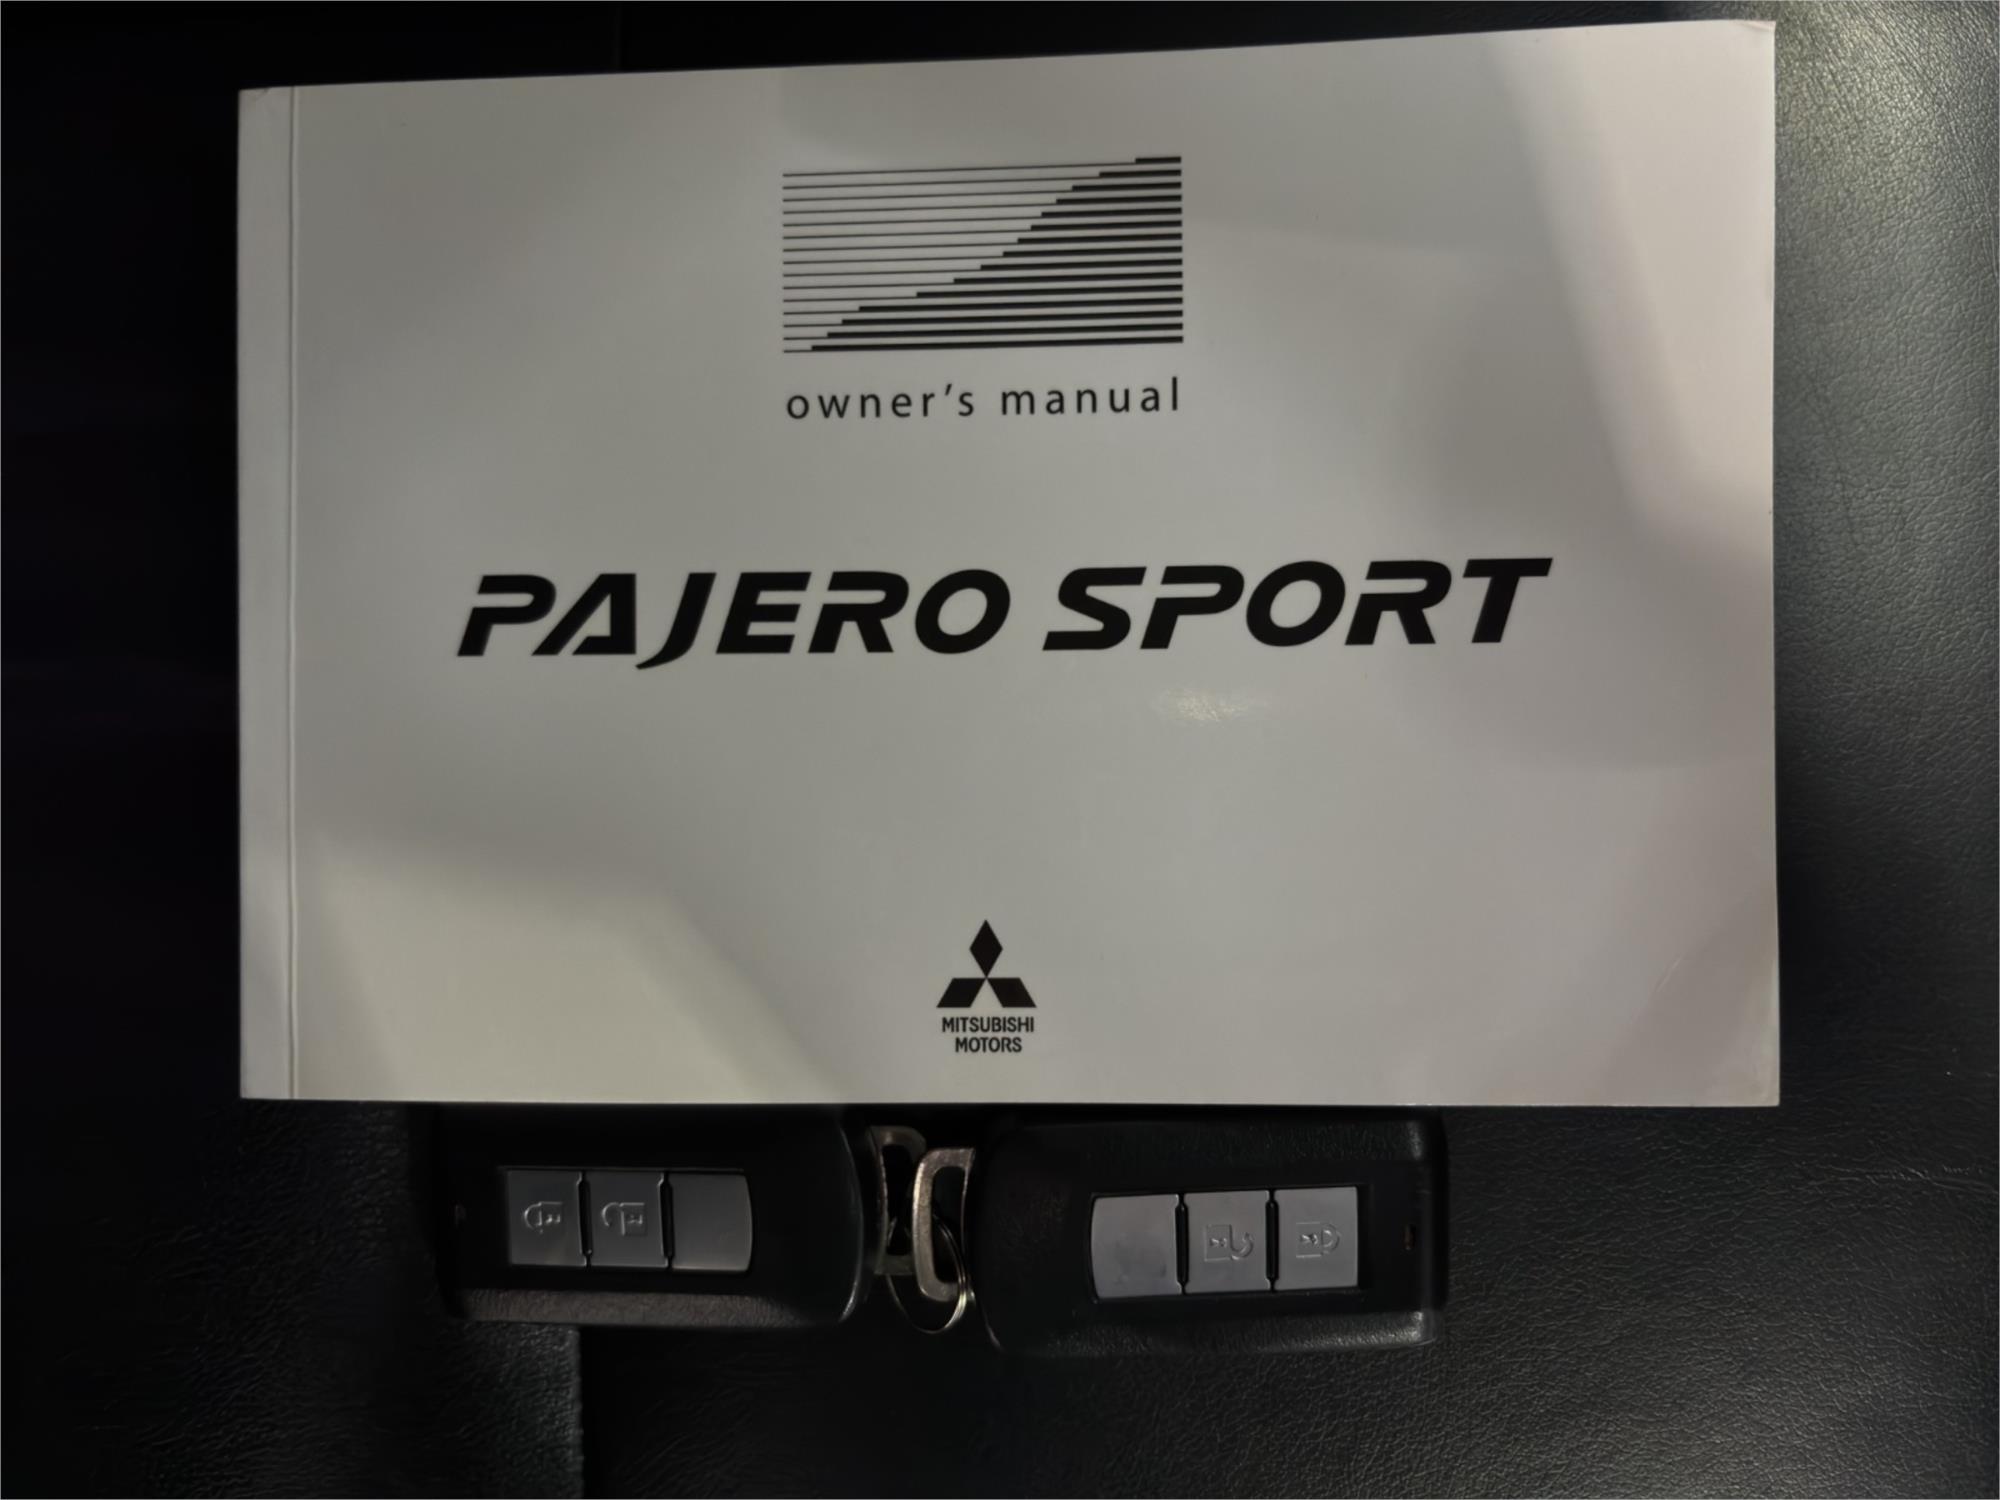 owner's manual
PAJERO SPORT
MITSUBISHI
MOTORS